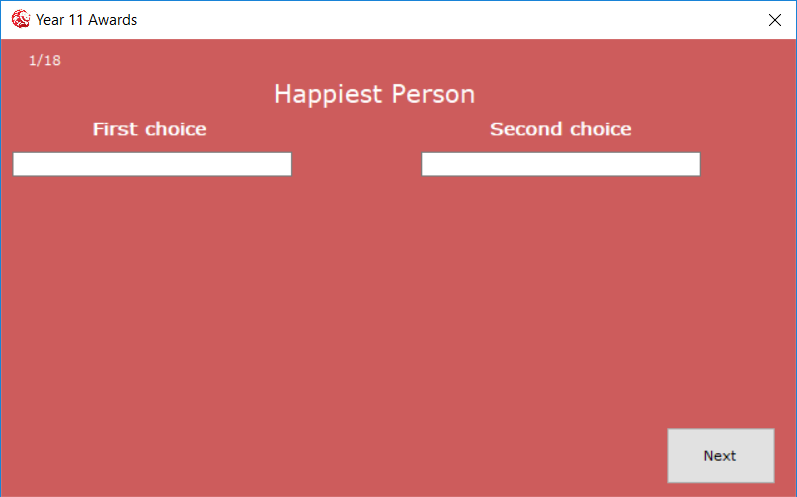 Year 11 Awards
1/18
Happiest Person
First choice
Second choice
Next